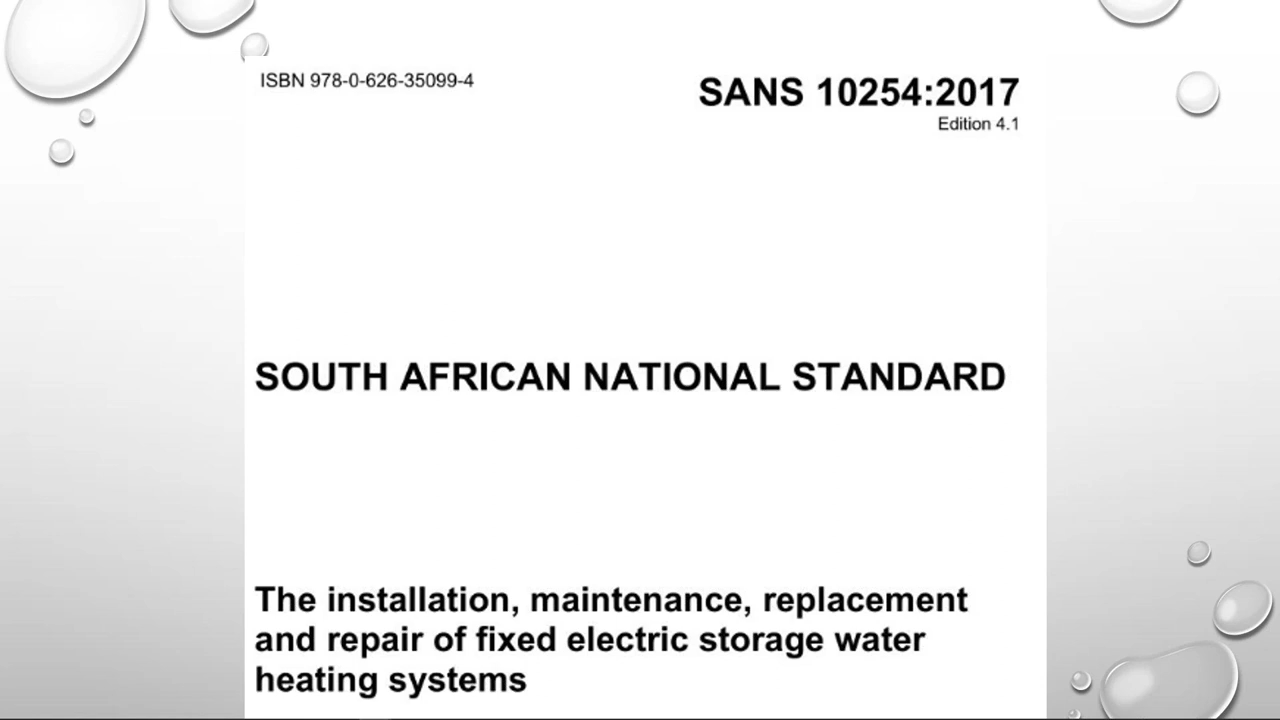 ISBN 978-0-626-35099-4
SANS 10254:2017
Edition 4.1
SOUTH AFRICAN NATIONAL STANDARD
The installation, maintenance, replacement
and repair of fixed electric storage water
heating systems